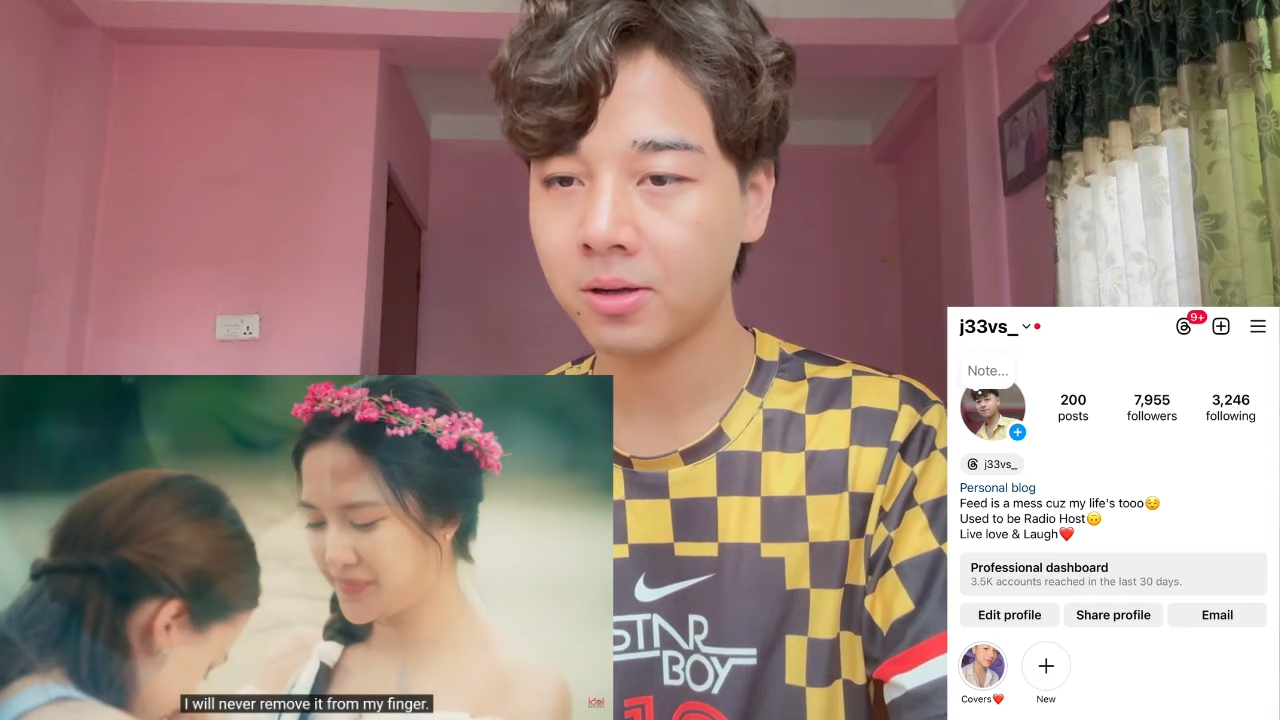 I will never remove it from my finger.
idol
STAR
BOY
j33vs_
9+
Note...
200
posts
7,955
followers
3,246
following
j33vs_
Personal blog
Feed is a mess cuz my life's tooo😌
Used to be Radio Host🙃
Live love & Laugh❤️
Professional dashboard
3.5K accounts reached in the last 30 days.
Edit profile
Share profile
Email
Covers❤️
New